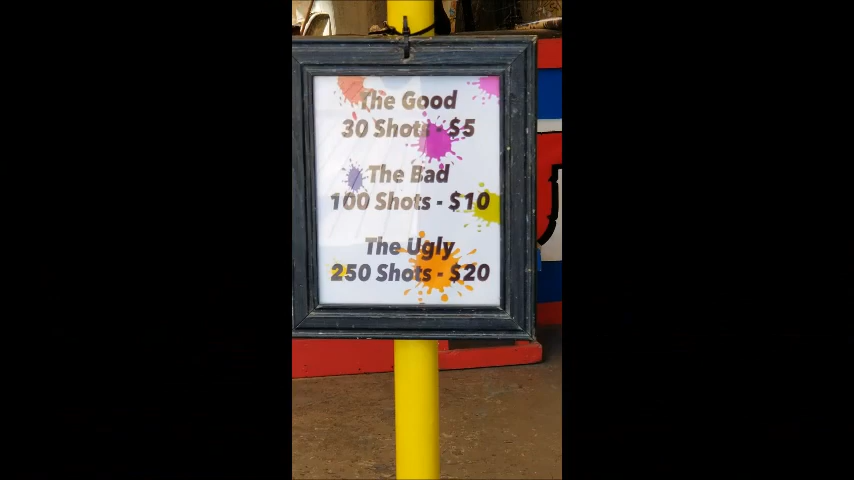 The Good
30 Shots - $5
The Bad
100 Shots - $10
The Ugly
250 Shots - $20